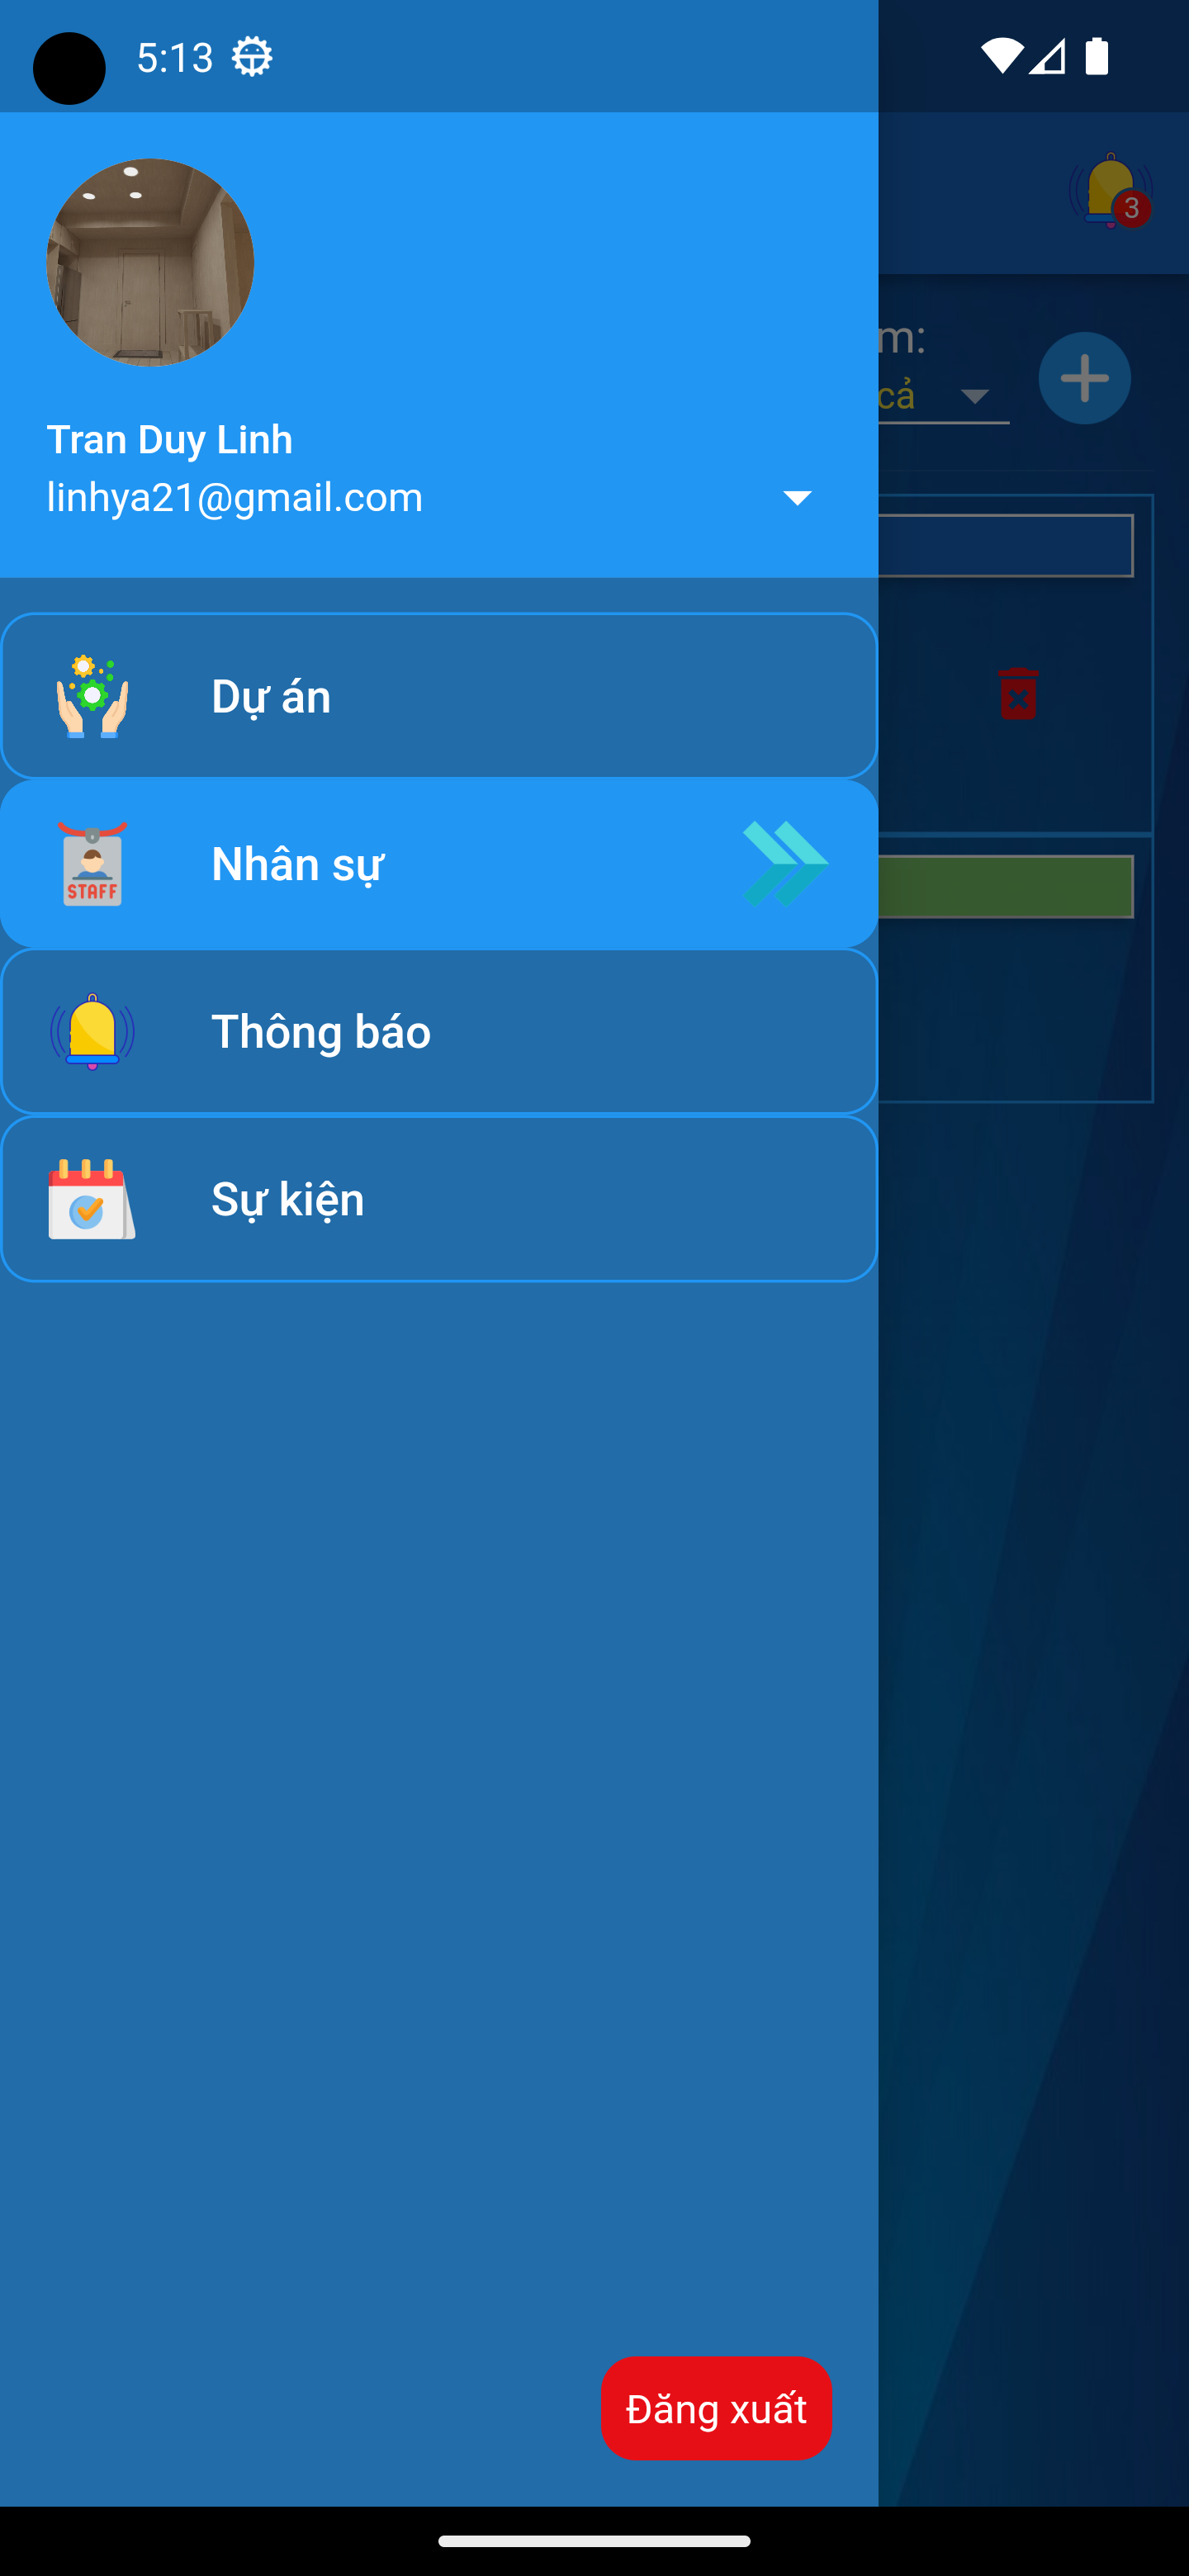 5:13
3
m:
cả
Tran Duy Linh
linhya21@gmail.com
Dự án
STAFF
Nhân sự
Thông báo
Sự kiện
Đăng xuất